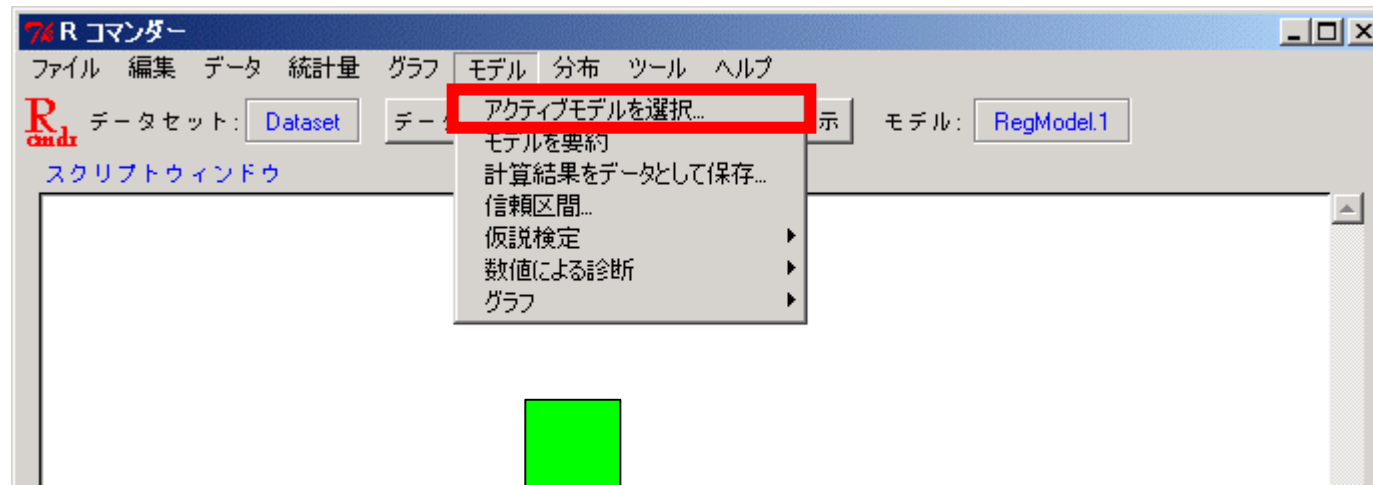 R コマンダー
ファイル 編集 データ 統計量 グラフ モデル 分布 ツール ヘルプ
Rcmdr データセット: Dataset データ 示 モデル: RegModel.1
アクティブモデルを選択...
モデルを要約
計算結果をデータとして保存...
信頼区間...
仮説検定
数値による診断
グラフ
スクリプトウィンドウ